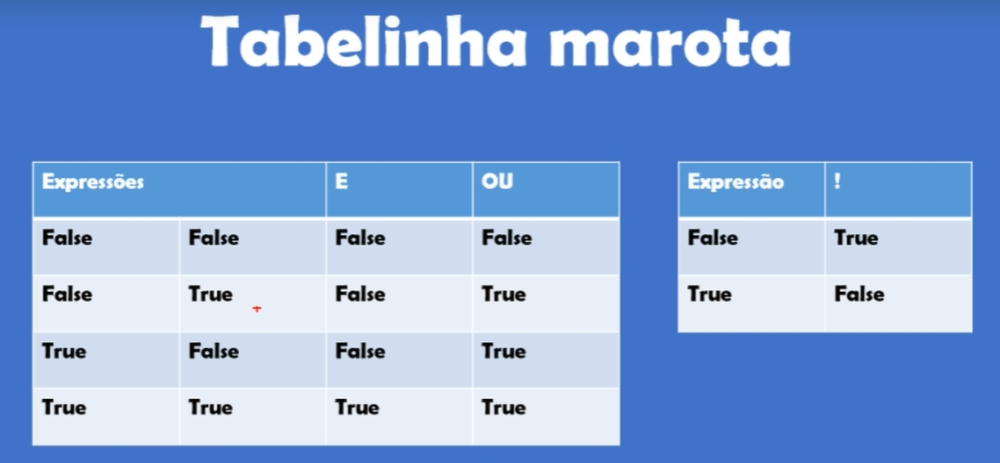 Tabelinha marota
Expressões E OU
False False False False
False True False True
True False False True
True True True True
Expressão !
False True
True False